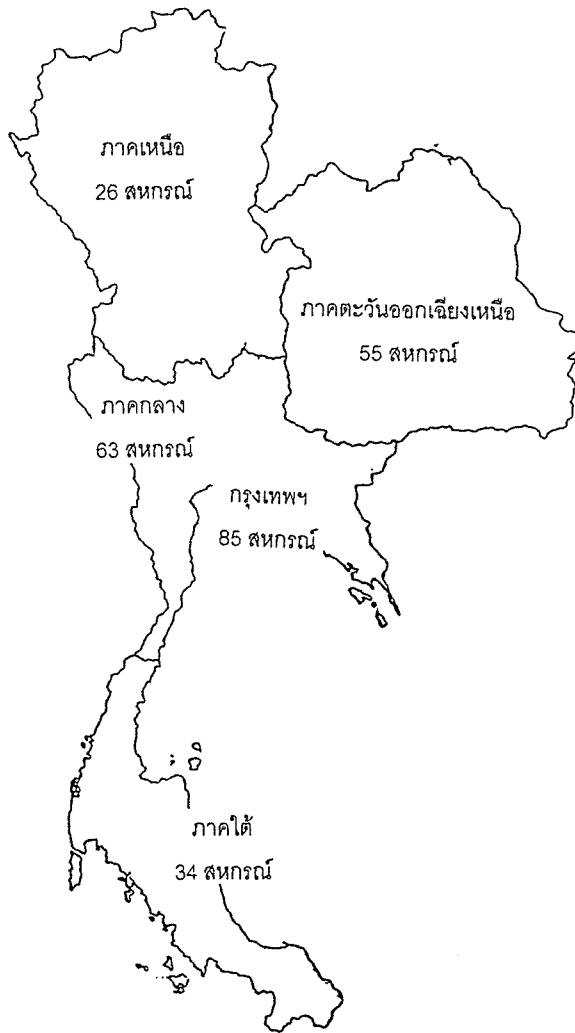 ภาคเหนือ
26 สหกรณ์
ภาคตะวันออกเฉียงเหนือ
55 สหกรณ์
ภาคกลาง
63 สหกรณ์
กรุงเทพฯ
85 สหกรณ์
ภาคใต้
34 สหกรณ์